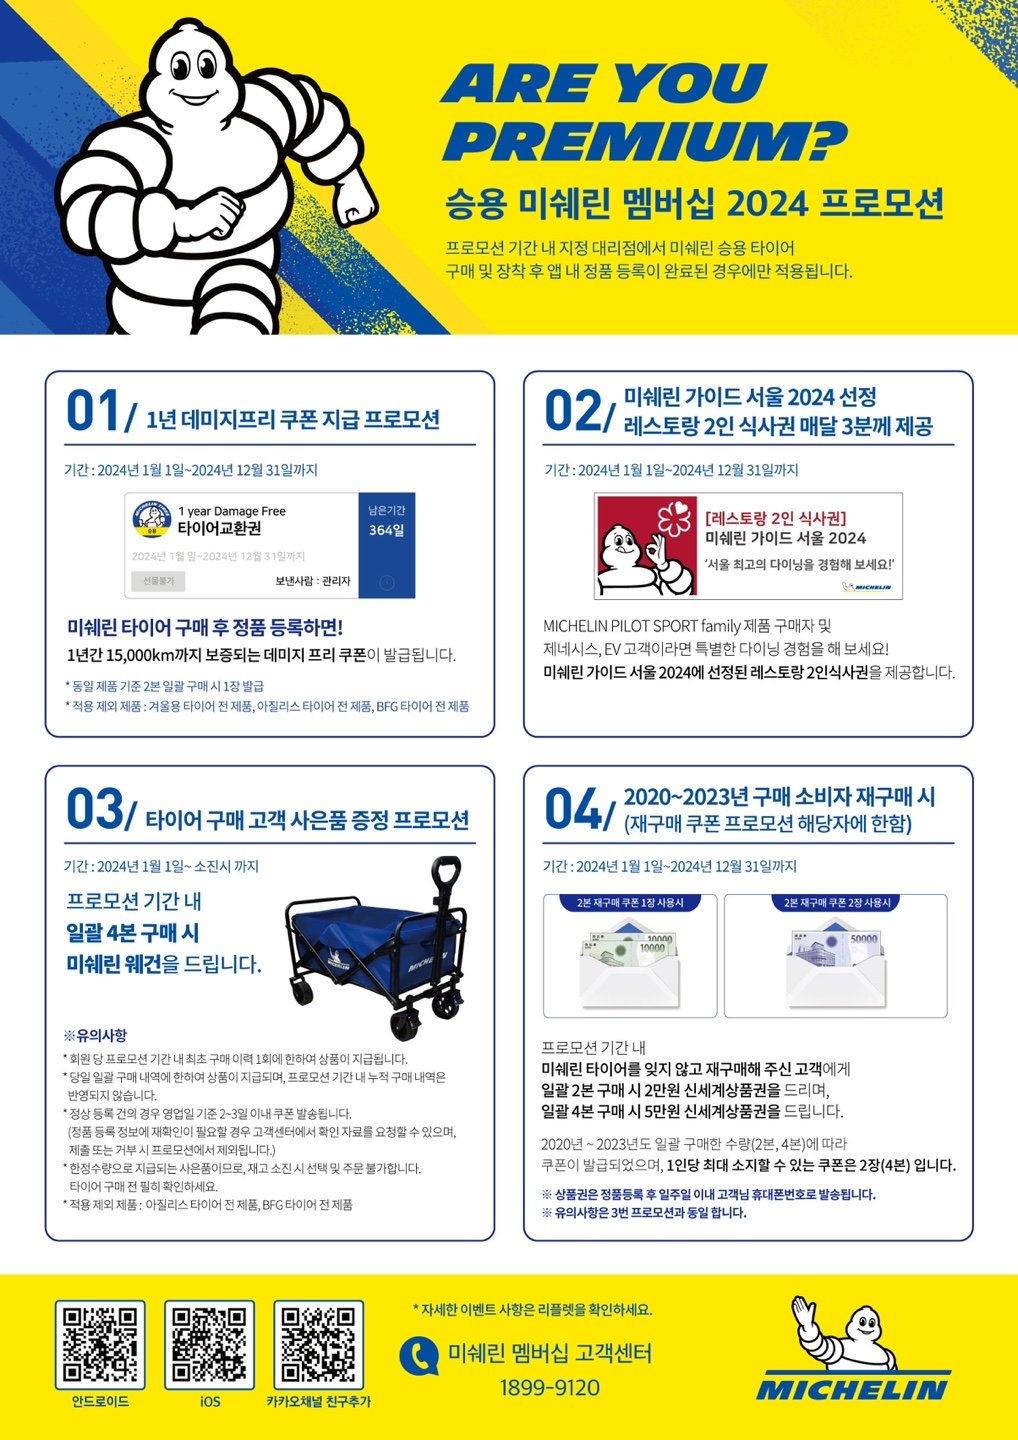 ARE YOU
PREMIUM?
승용 미쉐린 멤버십 2024 프로모션
프로모션 기간 내 지정 대리점에서 미쉐린 승용 타이어
구매 및 장착 후 앱 내 정품 등록이 완료된 경우에만 적용됩니다.
01/ 1년 데미지프리 쿠폰 지급 프로모션
기간 : 2024년 1월 1일~2024년 12월 31일까지
승용
1 year Damage Free
타이어교환권
2024년 1월 일~2024년 12월 31일까지
선물불가
보낸사람 : 관리자
남은기간
364일
미쉐린 타이어 구매 후 정품 등록하면!
1년간 15,000km까지 보증되는 데미지 프리 쿠폰이 발급됩니다.
* 동일 제품 기준 2본 일괄 구매 시 1장 발급
* 적용 제외 제품 : 겨울용 타이어 전 제품, 아질리스 타이어 전 제품, BFG 타이어 전 제품
02/ 미쉐린 가이드 서울 2024 선정
레스토랑 2인 식사권 매달 3분께 제공
기간 : 2024년 1월 1일~2024년 12월 31일까지
[레스토랑 2인 식사권]
미쉐린 가이드 서울 2024
'서울 최고의 다이닝을 경험해 보세요!'
MICHELIN
MICHELIN PILOT SPORT family 제품 구매자 및
제네시스, EV 고객이라면 특별한 다이닝 경험을 해 보세요!
미쉐린 가이드 서울 2024에 선정된 레스토랑 2인식사권을 제공합니다.
03/ 타이어 구매 고객 사은품 증정 프로모션
기간 : 2024년 1월 1일~ 소진시 까지
프로모션 기간 내
일괄 4본 구매 시
미쉐린 웨건을 드립니다.
MICHELIN
※유의사항
* 회원 당 프로모션 기간 내 최초 구매 이력 1회에 한하여 상품이 지급됩니다.
* 당일 일괄 구매 내역에 한하여 상품이 지급되며, 프로모션 기간 내 누적 구매 내역은
반영되지 않습니다.
* 정상 등록 건의 경우 영업일 기준 2~3일 이내 쿠폰 발송됩니다.
(정품 등록 정보에 재확인이 필요할 경우 고객센터에서 확인 자료를 요청할 수 있으며,
제출 또는 거부 시 프로모션에서 제외됩니다.)
* 한정수량으로 지급되는 사은품이므로, 재고 소진 시 선택 및 주문 불가합니다.
타이어 구매 전 필히 확인하세요.
* 적용 제외 제품 : 아질리스 타이어 전 제품, BFG 타이어 전 제품
04/ 2020~2023년 구매 소비자 재구매 시
(재구매 쿠폰 프로모션 해당자에 한함)
기간 : 2024년 1월 1일~2024년 12월 31일까지
2본 재구매 쿠폰 1장 사용시
10000
10000
2본 재구매 쿠폰 2장 사용시
50000
프로모션 기간 내
미쉐린 타이어를 잊지 않고 재구매해 주신 고객에게
일괄 2본 구매 시 2만원 신세계상품권을 드리며,
일괄 4본 구매 시 5만원 신세계상품권을 드립니다.
2020년 ~ 2023년도 일괄 구매한 수량(2본, 4본)에 따라
쿠폰이 발급되었으며, 1인당 최대 소지할 수 있는 쿠폰은 2장(4본) 입니다.
※ 상품권은 정품등록 후 일주일 이내 고객님 휴대폰번호로 발송됩니다.
※ 유의사항은 3번 프로모션과 동일 합니다.
안드로이드
iOS
카카오채널 친구추가
* 자세한 이벤트 사항은 리플렛을 확인하세요.
미쉐린 멤버십 고객센터
1899-9120
MICHELIN